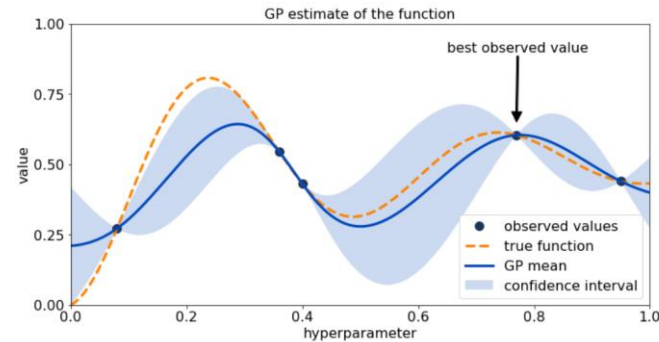 GP estimate of the function
1.00
best observed value
0.75
value
0.50
0.25
observed values
true function
GP mean
confidence interval
0.00
0.0
0.2
0.4
0.6
0.8
1.0
hyperparameter